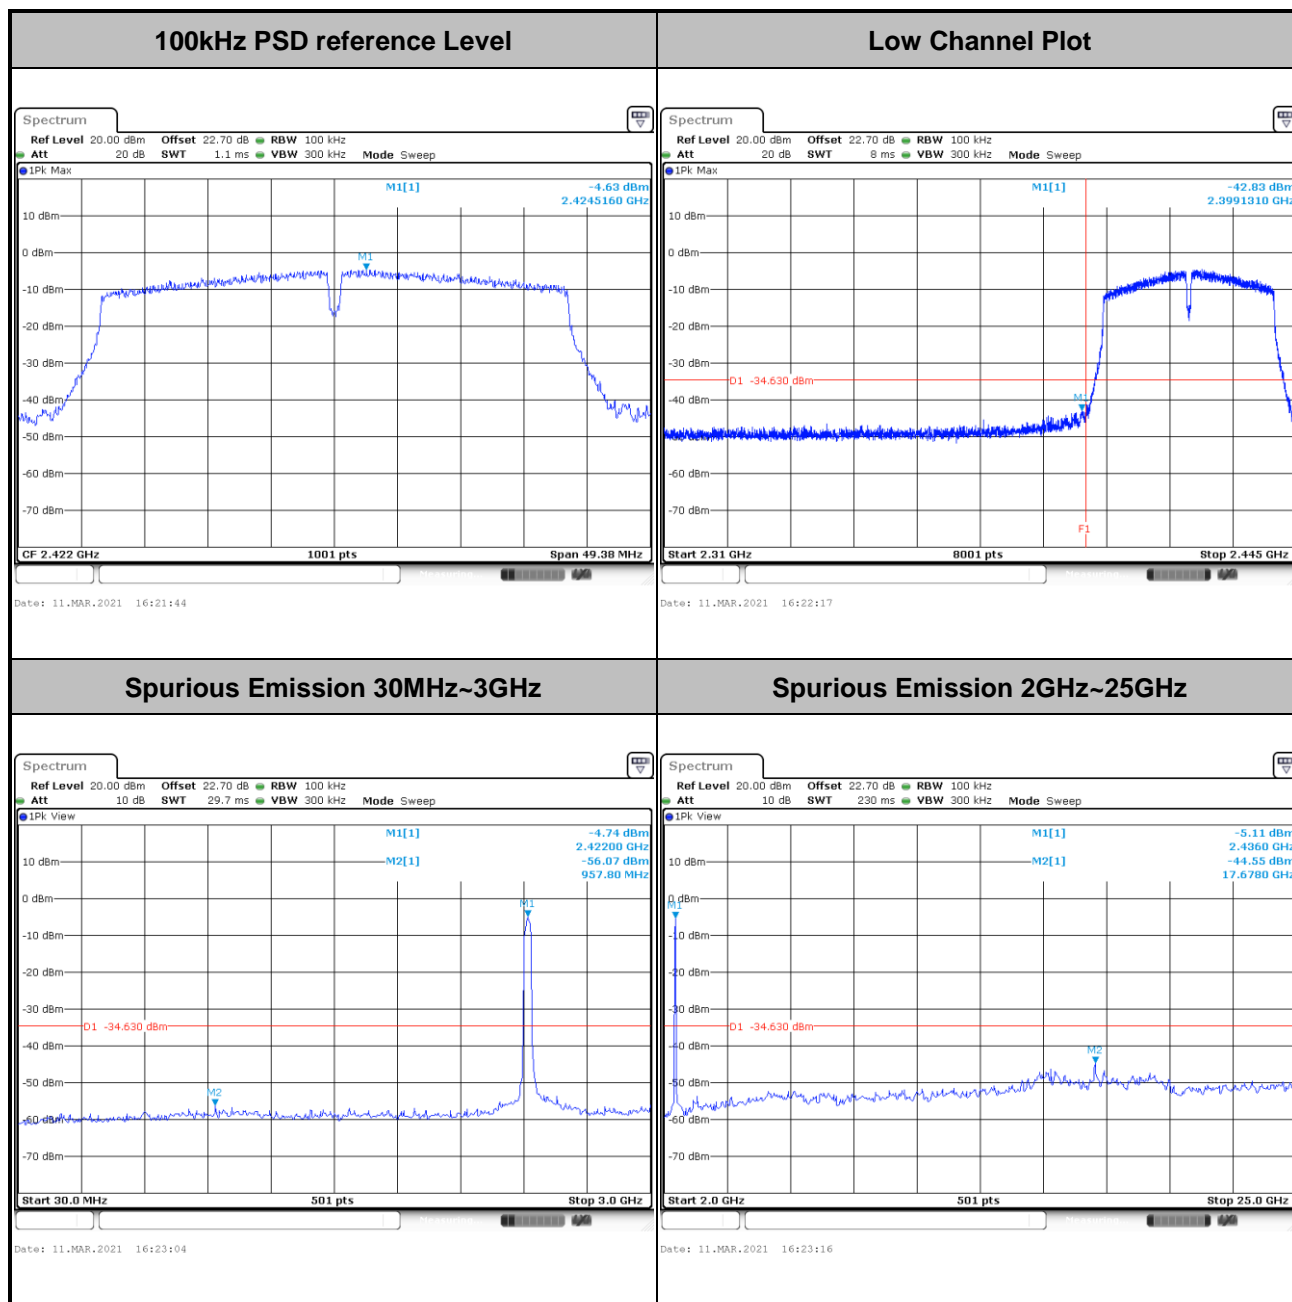 100kHz PSD reference Level
Spectrum
Ref Level 20.00 dBm Offset 22.70 dB RBW 100 kHz
Att 20 dB SWT 1.1 ms VBW 300 kHz Mode Sweep
1Pk Max
M1[1] -4.63 dBm
2.4245160 GHz
10 dBm
0 dBm
M1
-10 dBm
-20 dBm
-30 dBm
-40 dBm
-50 dBm
-60 dBm
-70 dBm
CF 2.422 GHz 1001 pts Span 49.38 MHz
Date: 11.MAR.2021 16:21:44
Low Channel Plot
Spectrum
Ref Level 20.00 dBm Offset 22.70 dB RBW 100 kHz
Att 20 dB SWT 8 ms VBW 300 kHz Mode Sweep
1Pk Max
M1[1] -42.83 dBm
2.3991310 GHz
10 dBm
0 dBm
-10 dBm
-20 dBm
-30 dBm
D1 -34.630 dBm
-40 dBm
-50 dBm
-60 dBm
-70 dBm
F1
Start 2.31 GHz 8001 pts Stop 2.445 GHz
Date: 11.MAR.2021 16:22:17
Spurious Emission 30MHz~3GHz
Spectrum
Ref Level 20.00 dBm Offset 22.70 dB RBW 100 kHz
Att 10 dB SWT 29.7 ms VBW 300 kHz Mode Sweep
1Pk View
M1[1] -4.74 dBm
2.42200 GHz
10 dBm M2[1] -56.07 dBm
957.80 MHz
0 dBm
M1
-10 dBm
-20 dBm
-30 dBm
D1 -34.630 dBm
-40 dBm
-50 dBm
M2
-60 dBm
-70 dBm
Start 30.0 MHz 501 pts Stop 3.0 GHz
Date: 11.MAR.2021 16:23:04
Spurious Emission 2GHz~25GHz
Spectrum
Ref Level 20.00 dBm Offset 22.70 dB RBW 100 kHz
Att 10 dB SWT 230 ms VBW 300 kHz Mode Sweep
1Pk View
M1[1] -5.11 dBm
2.4360 GHz
10 dBm M2[1] -44.55 dBm
17.6780 GHz
0 dBm
M1
-10 dBm
-20 dBm
-30 dBm
D1 -34.630 dBm
-40 dBm
M2
-50 dBm
-60 dBm
-70 dBm
Start 2.0 GHz 501 pts Stop 25.0 GHz
Date: 11.MAR.2021 16:23:16